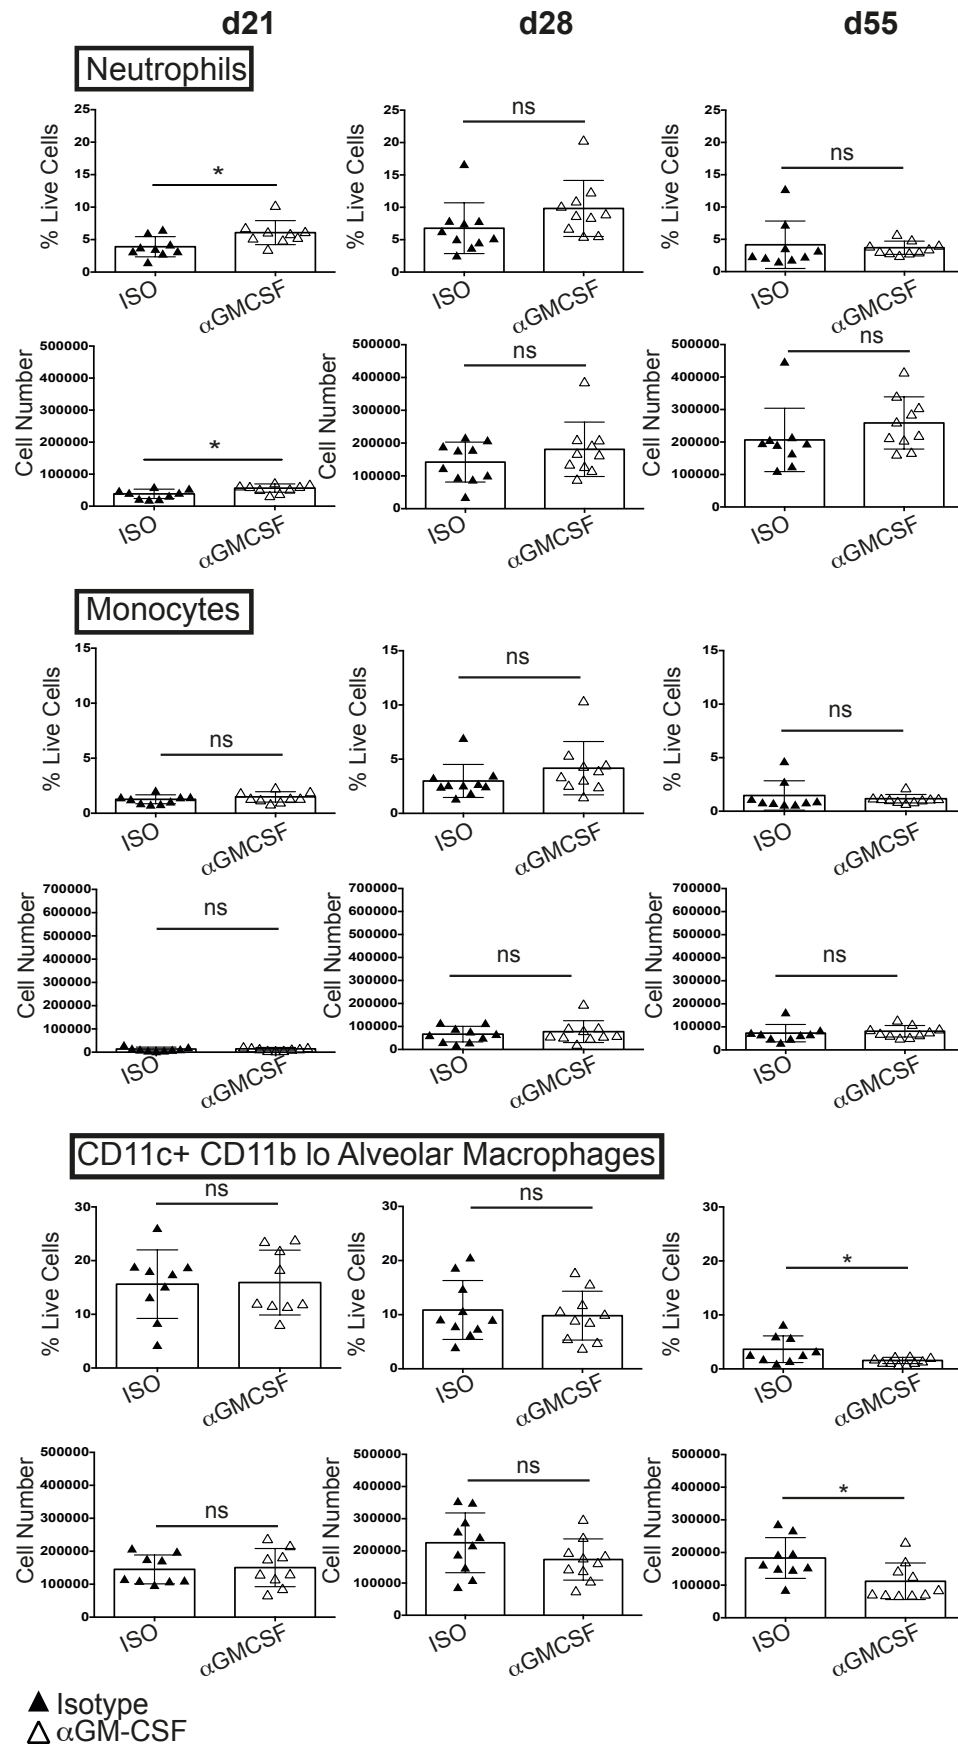 d21 d28 d55
Neutrophils
% Live Cells 25 20 15 10 5 0 * ISO αGMCSF
% Live Cells 25 20 15 10 5 0 ns ISO αGMCSF
% Live Cells 25 20 15 10 5 0 ns ISO αGMCSF
Cell Number 500000 400000 300000 200000 100000 0 * ISO αGMCSF
Cell Number 500000 400000 300000 200000 100000 0 ns ISO αGMCSF
Cell Number 500000 400000 300000 200000 100000 0 ns ISO αGMCSF
Monocytes
% Live Cells 15 10 5 0 ns ISO αGMCSF
% Live Cells 15 10 5 0 ns ISO αGMCSF
% Live Cells 15 10 5 0 ns ISO αGMCSF
Cell Number 700000 600000 500000 400000 300000 200000 100000 0 ns ISO αGMCSF
Cell Number 700000 600000 500000 400000 300000 200000 100000 0 ns ISO αGMCSF
Cell Number 700000 600000 500000 400000 300000 200000 100000 0 ns ISO αGMCSF
CD11c+ CD11b lo Alveolar Macrophages
% Live Cells 30 20 10 0 ns ISO αGMCSF
% Live Cells 30 20 10 0 ns ISO αGMCSF
% Live Cells 30 20 10 0 * ISO αGMCSF
Cell Number 500000 400000 300000 200000 100000 0 ns ISO αGMCSF
Cell Number 500000 400000 300000 200000 100000 0 ns ISO αGMCSF
Cell Number 500000 400000 300000 200000 100000 0 * ISO αGMCSF
Isotype
αGM-CSF